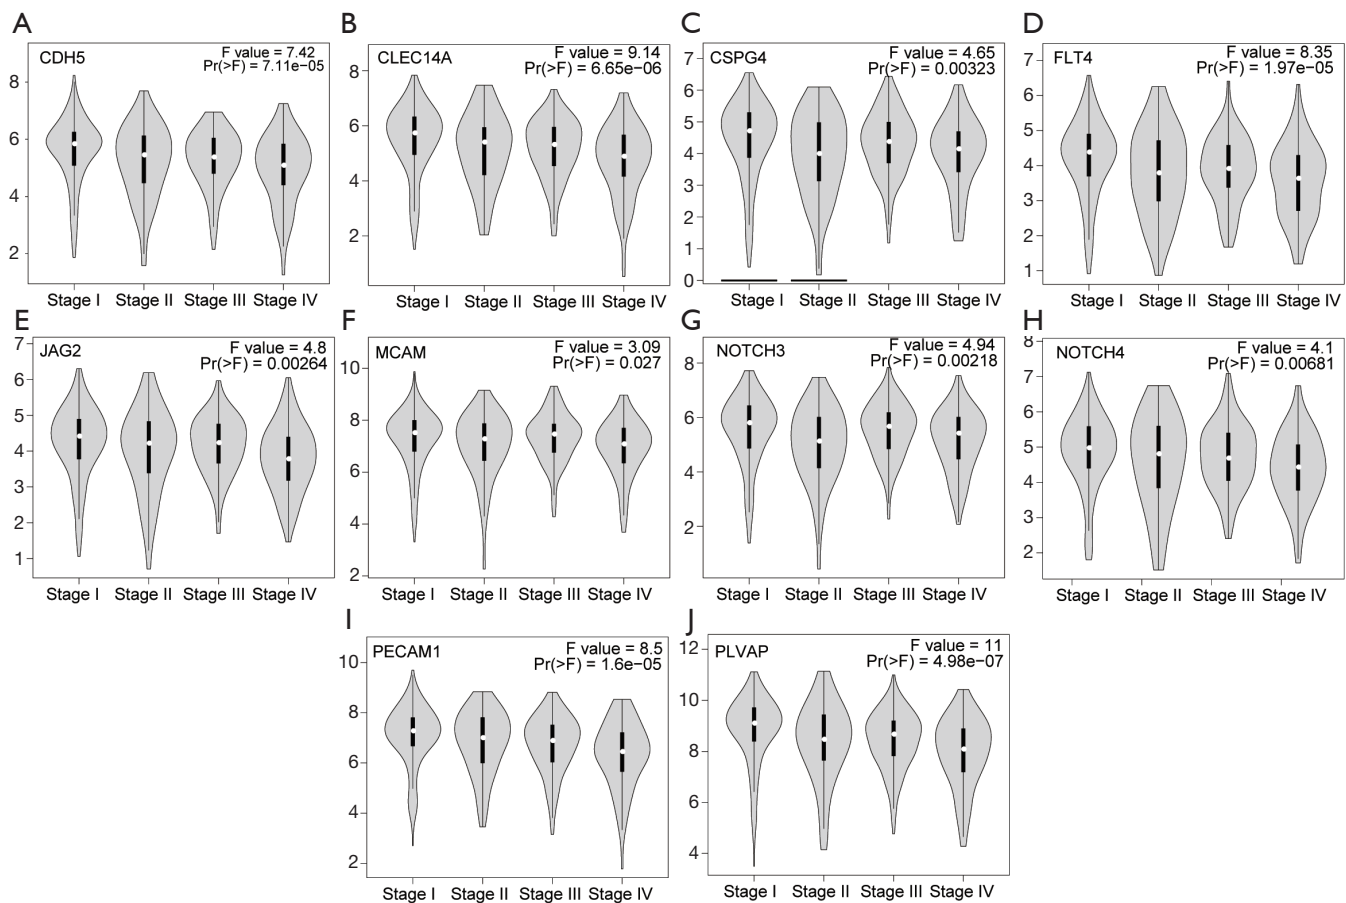 A
CDH5
F value = 7.42
Pr(>F) = 7.11e−05
8
6
4
2
Stage I Stage II Stage III Stage IV
B
CLEC14A
F value = 9.14
Pr(>F) = 6.65e−06
8
6
4
2
Stage I Stage II Stage III Stage IV
C
CSPG4
F value = 4.65
Pr(>F) = 0.00323
7
6
5
4
3
2
1
0
Stage I Stage II Stage III Stage IV
D
FLT4
F value = 8.35
Pr(>F) = 1.97e−05
7
6
5
4
3
2
1
Stage I Stage II Stage III Stage IV
E
JAG2
F value = 4.8
Pr(>F) = 0.00264
7
6
5
4
3
2
1
Stage I Stage II Stage III Stage IV
F
MCAM
F value = 3.09
Pr(>F) = 0.027
10
8
6
4
2
Stage I Stage II Stage III Stage IV
G
NOTCH3
F value = 4.94
Pr(>F) = 0.00218
8
6
4
2
Stage I Stage II Stage III Stage IV
H
NOTCH4
F value = 4.1
Pr(>F) = 0.00681
8
7
6
5
4
3
2
Stage I Stage II Stage III Stage IV
I
PECAM1
F value = 8.5
Pr(>F) = 1.6e−05
10
8
6
4
2
Stage I Stage II Stage III Stage IV
J
PLVAP
F value = 11
Pr(>F) = 4.98e−07
12
10
8
6
4
Stage I Stage II Stage III Stage IV